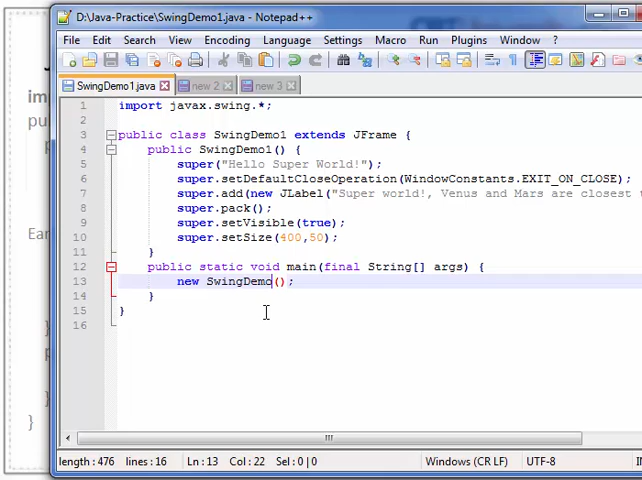 D:\Java-Practice\SwingDemo1.java - Notepad++
File Edit Search View Encoding Language Settings Macro Run Plugins Window ?
SwingDemo1.java new 2 new 3
1 import javax.swing.*;
2
3 public class SwingDemo1 extends JFrame {
4 public SwingDemo1() {
5 super("Hello Super World!");
6 super.setDefaultCloseOperation(WindowConstants.EXIT_ON_CLOSE);
7 super.add(new JLabel("Super world!, Venus and Mars are closest t
8 super.pack();
9 super.setVisible(true);
10 super.setSize(400,50);
11 }
12 public static void main(final String[] args) {
13 new SwingDemo();
14 }
15 }
16
length : 476 lines : 16 Ln : 13 Col : 22 Sel : 0 | 0 Windows (CR LF) UTF-8 IN
im
pu
Ear
}
}
}